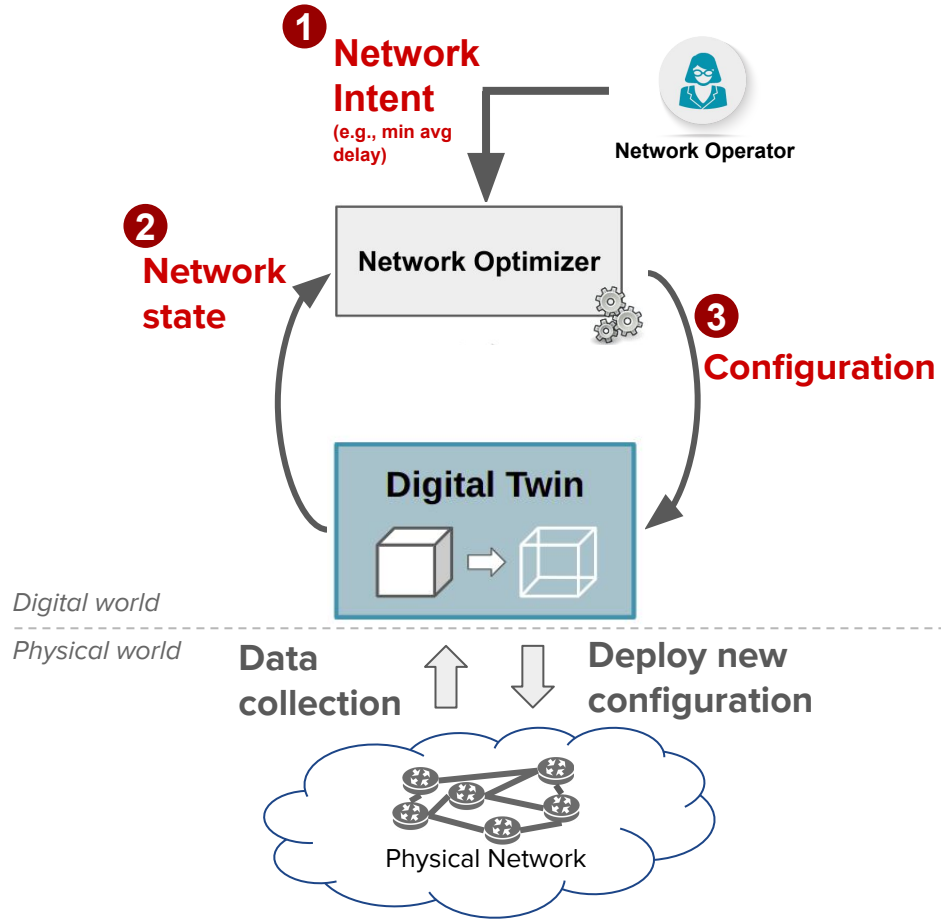 1
Network
Intent
(e.g., min avg
delay)
Network Operator
2
Network
state
Network Optimizer
3
Configuration
Digital Twin
Digital world
Physical world
Data
collection
Deploy new
configuration
Physical Network